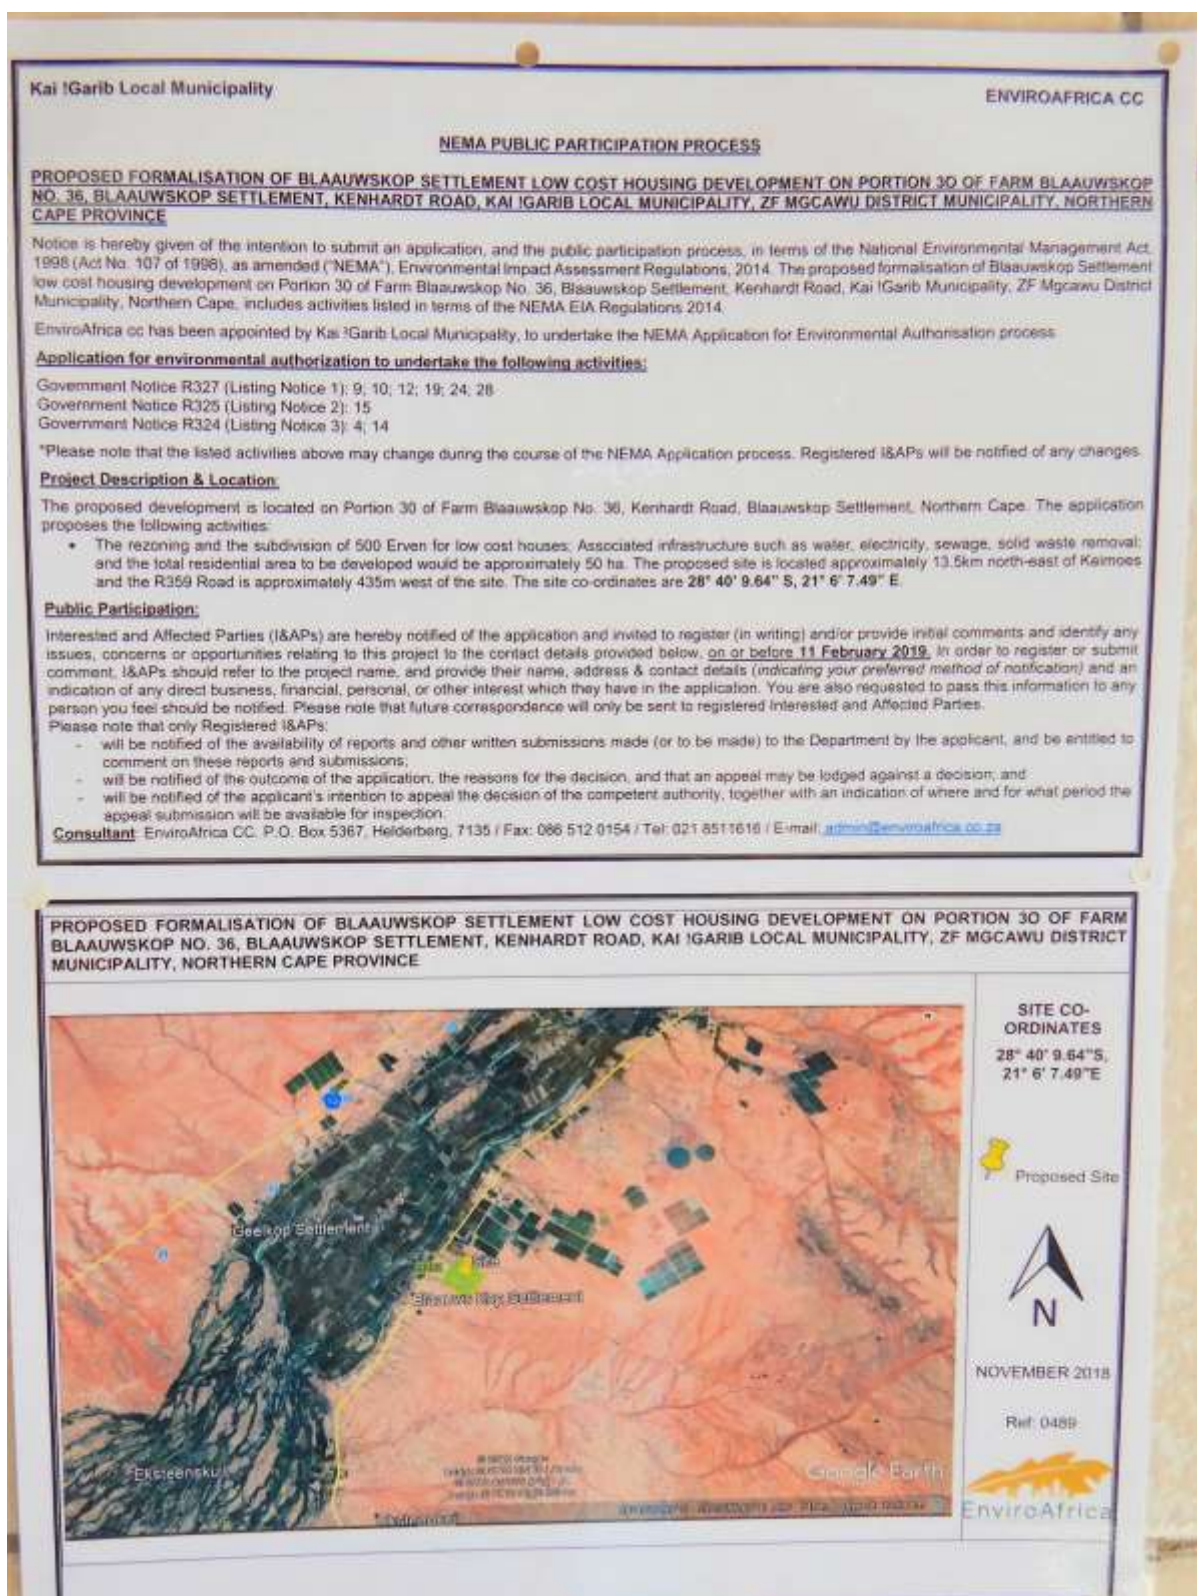 Kai !Garib Local Municipality
ENVIROAFRICA CC
NEMA PUBLIC PARTICIPATION PROCESS
PROPOSED FORMALISATION OF BLAAUWSKOP SETTLEMENT LOW COST HOUSING DEVELOPMENT ON PORTION 3O OF FARM BLAAUWSKOP
NO. 36, BLAAUWSKOP SETTLEMENT, KENHARDT ROAD, KAI !GARIB LOCAL MUNICIPALITY, ZF MGCAWU DISTRICT MUNICIPALITY, NORTHERN
CAPE PROVINCE
Notice is hereby given of the intention to submit an application, and the public participation process, in terms of the National Environmental Management Act,
1998 (Act No. 107 of 1998), as amended ("NEMA"), Environmental Impact Assessment Regulations, 2014. The proposed formalisation of Blaauwskop Settlement
low cost housing development on Portion 30 of Farm Blaauwskop No. 36, Blaauwskop Settlement, Kenhardt Road, Kai !Garib Municipality, ZF Mgcawu District
Municipality, Northern Cape, includes activities listed in terms of the NEMA EIA Regulations 2014.
EnviroAfrica cc has been appointed by Kai !Garib Local Municipality, to undertake the NEMA Application for Environmental Authorisation process.
Application for environmental authorization to undertake the following activities:
Government Notice R327 (Listing Notice 1): 9; 10; 12; 19; 24; 28
Government Notice R325 (Listing Notice 2): 15
Government Notice R324 (Listing Notice 3): 4; 14
*Please note that the listed activities above may change during the course of the NEMA Application process. Registered I&APs will be notified of any changes.
Project Description & Location:
The proposed development is located on Portion 30 of Farm Blaauwskop No. 36, Kenhardt Road, Blaauwskop Settlement, Northern Cape. The application
proposes the following activities:
• The rezoning and the subdivision of 500 Erven for low cost houses; Associated infrastructure such as water, electricity, sewage, solid waste removal;
and the total residential area to be developed would be approximately 50 ha. The proposed site is located approximately 13.5km north-east of Keimoes
and the R359 Road is approximately 435m west of the site. The site co-ordinates are 28° 40' 9.64" S, 21° 6' 7.49" E.
Public Participation:
Interested and Affected Parties (I&APs) are hereby notified of the application and invited to register (in writing) and/or provide initial comments and identify any
issues, concerns or opportunities relating to this project to the contact details provided below, on or before 11 February 2019. In order to register or submit
comment, I&APs should refer to the project name, and provide their name, address & contact details (indicating your preferred method of notification) and an
indication of any direct business, financial, personal, or other interest which they have in the application. You are also requested to pass this information to any
person you feel should be notified. Please note that future correspondence will only be sent to registered Interested and Affected Parties.
Please note that only Registered I&APs:
- will be notified of the availability of reports and other written submissions made (or to be made) to the Department by the applicant, and be entitled to
comment on these reports and submissions;
- will be notified of the outcome of the application, the reasons for the decision, and that an appeal may be lodged against a decision; and
- will be notified of the applicant's intention to appeal the decision of the competent authority, together with an indication of where and for what period the
appeal submission will be available for inspection.
Consultant: EnviroAfrica CC. P.O. Box 5367, Helderberg, 7135 / Fax: 086 512 0154 / Tel: 021 8511616 / E-mail: admin@enviroafrica.co.za
PROPOSED FORMALISATION OF BLAAUWSKOP SETTLEMENT LOW COST HOUSING DEVELOPMENT ON PORTION 3O OF FARM
BLAAUWSKOP NO. 36, BLAAUWSKOP SETTLEMENT, KENHARDT ROAD, KAI !GARIB LOCAL MUNICIPALITY, ZF MGCAWU DISTRICT
MUNICIPALITY, NORTHERN CAPE PROVINCE
SITE CO-
ORDINATES
28° 40' 9.64"S,
21° 6' 7.49"E
Proposed Site
N
NOVEMBER 2018
Ref: 0489
EnviroAfrica
Geelkop Settlement
Site
Blaauws Kop Settlement
Eksteenskuil
Google Earth